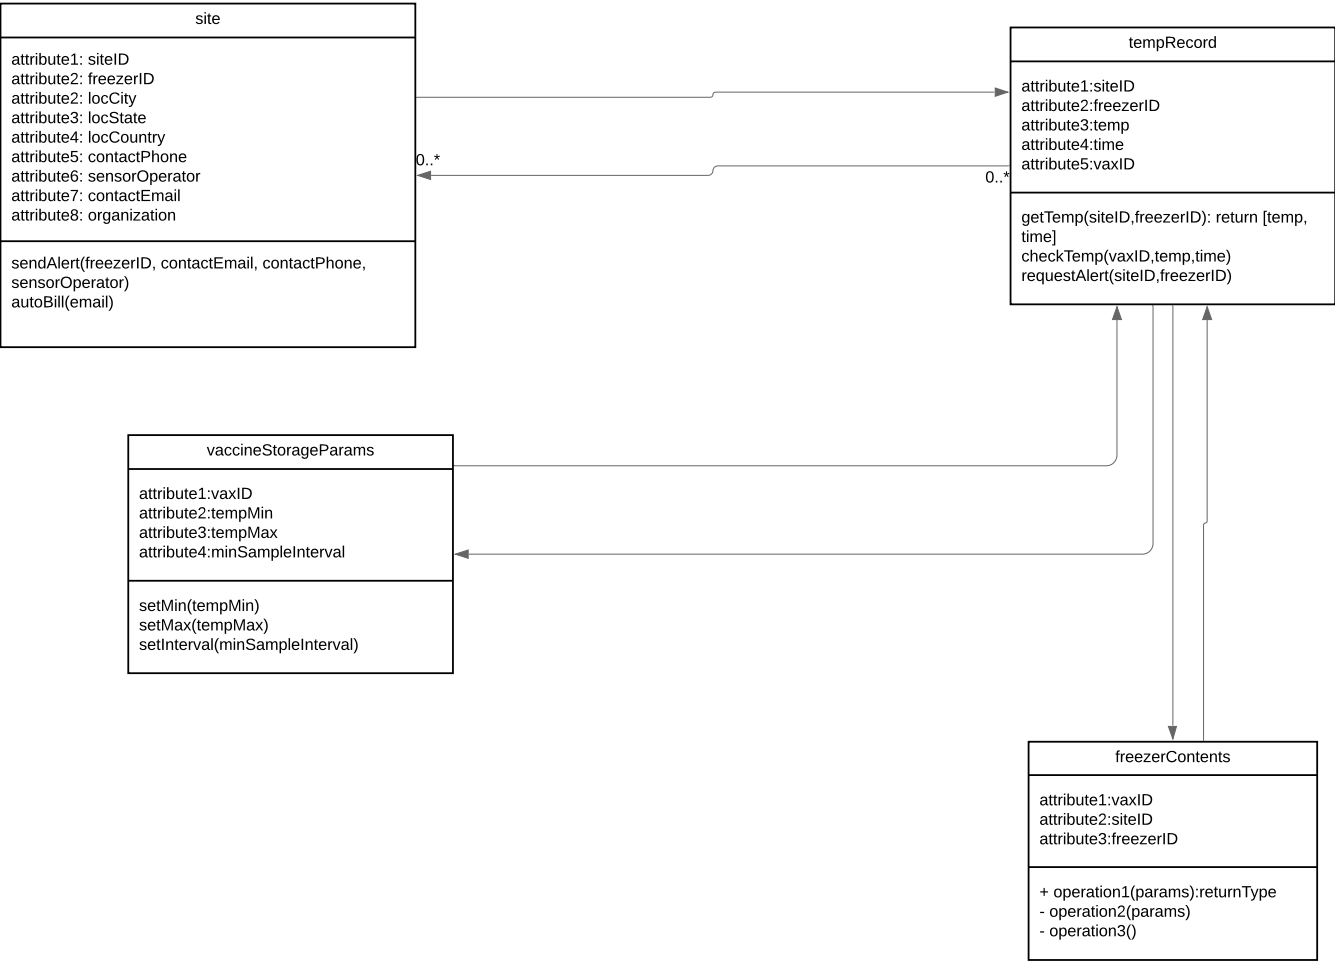 site
attribute1: siteID
attribute2: freezerID
attribute2: locCity
attribute3: locState
attribute4: locCountry
attribute5: contactPhone
attribute6: sensorOperator
attribute7: contactEmail
attribute8: organization
sendAlert(freezerID, contactEmail, contactPhone,
sensorOperator)
autoBill(email)
0..*
0..*
tempRecord
attribute1:siteID
attribute2:freezerID
attribute3:temp
attribute4:time
attribute5:vaxID
getTemp(siteID,freezerID): return [temp,
time]
checkTemp(vaxID,temp,time)
requestAlert(siteID,freezerID)
vaccineStorageParams
attribute1:vaxID
attribute2:tempMin
attribute3:tempMax
attribute4:minSampleInterval
setMin(tempMin)
setMax(tempMax)
setInterval(minSampleInterval)
freezerContents
attribute1:vaxID
attribute2:siteID
attribute3:freezerID
+ operation1(params):returnType
- operation2(params)
- operation3()